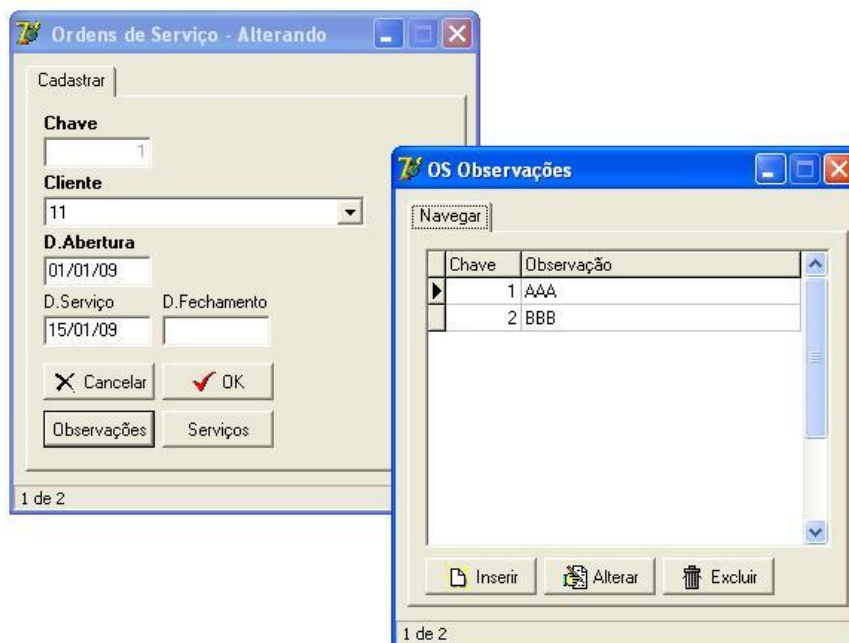 Ordens de Serviço - Alterando
Cadastrar
Chave
1
Cliente
11
D.Abertura
01/01/09
D.Serviço D.Fechamento
15/01/09
Cancelar OK
Observações Serviços
1 de 2
OS Observações
Navegar
Chave Observação
1 AAA
2 BBB
Inserir Alterar Excluir
1 de 2